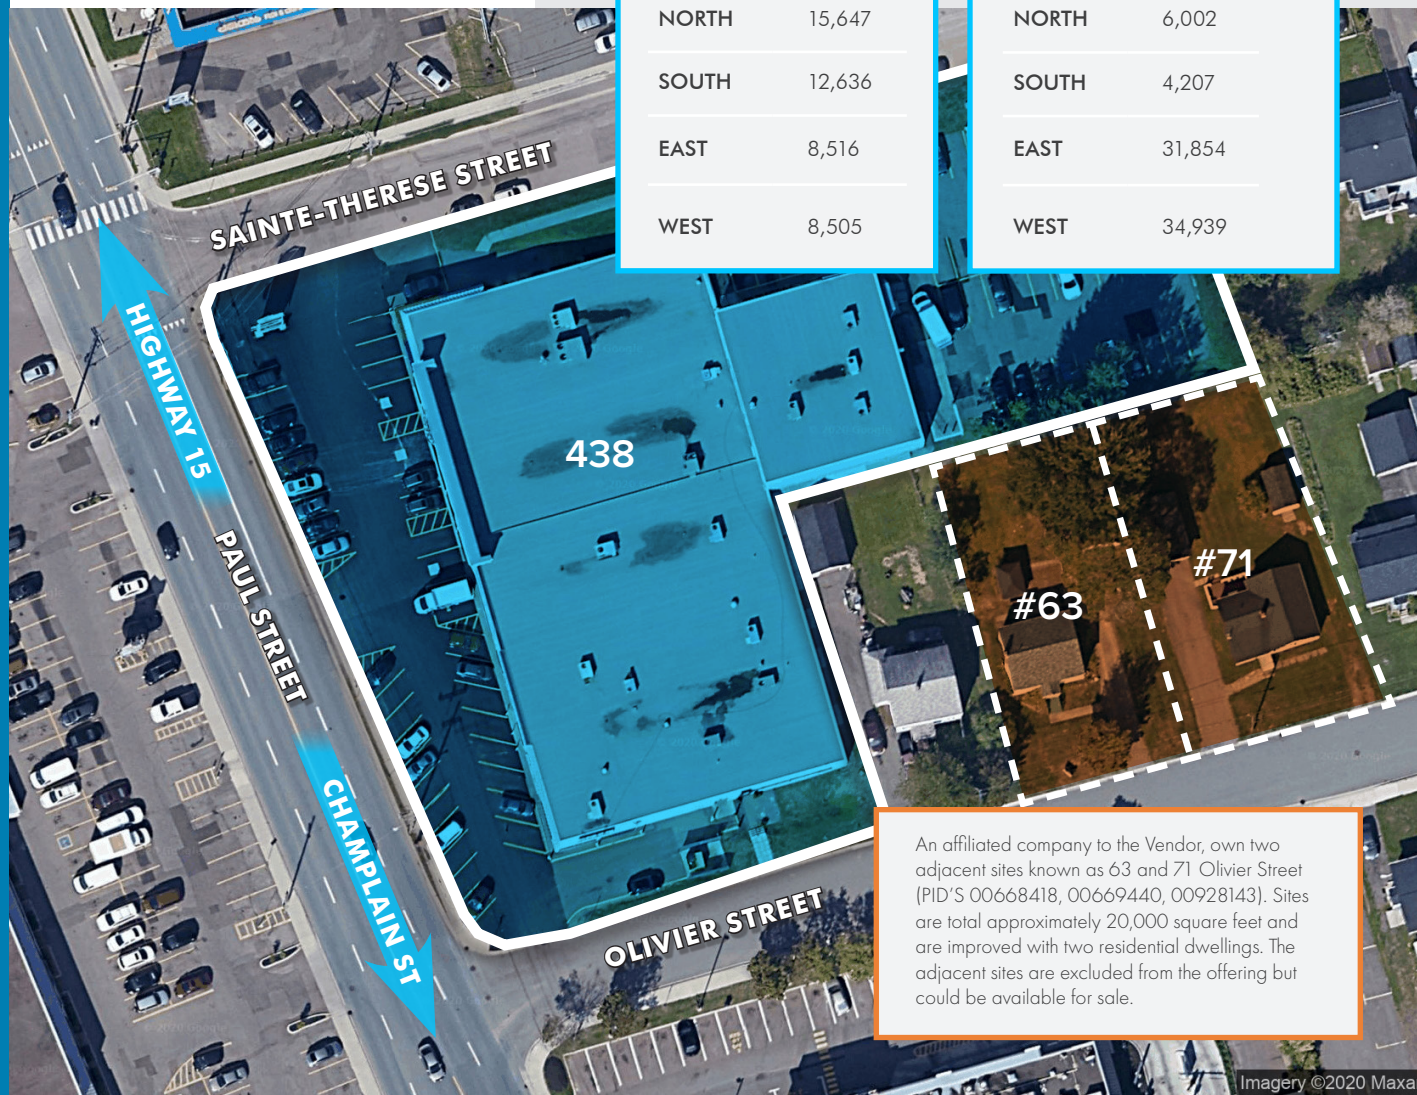 NORTH 15,647
SOUTH 12,636
EAST 8,516
WEST 8,505
NORTH 6,002
SOUTH 4,207
EAST 31,854
WEST 34,939
SAINTE-THERESE STREET
HIGHWAY 15
PAUL STREET
CHAMPLAIN ST
438
#63
#71
OLIVIER STREET
An affiliated company to the Vendor, own two
adjacent sites known as 63 and 71 Olivier Street
(PID'S 00668418, 00669440, 00928143). Sites
are total approximately 20,000 square feet and
are improved with two residential dwellings. The
adjacent sites are excluded from the offering but
could be available for sale.
Imagery ©2020 Maxa